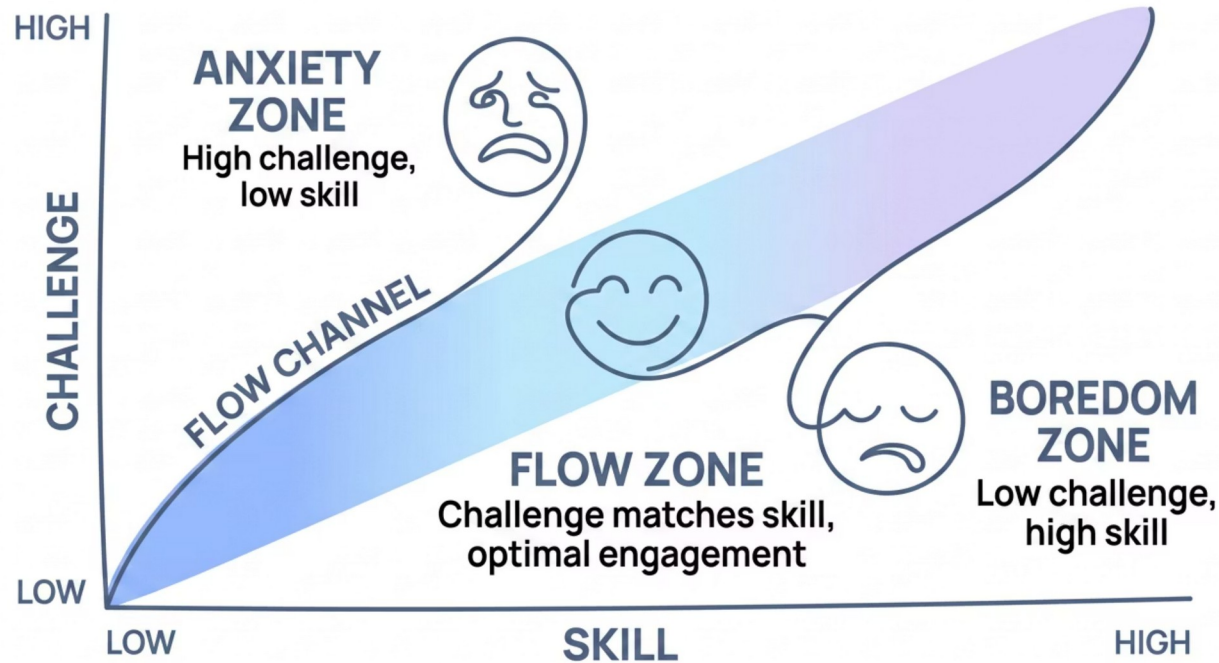 HIGH
ANXIETY
ZONE
High challenge,
low skill
CHALLENGE
FLOW CHANNEL
BOREDOM
ZONE
Low challenge,
high skill
FLOW ZONE
Challenge matches skill,
optimal engagement
LOW
LOW
SKILL
HIGH